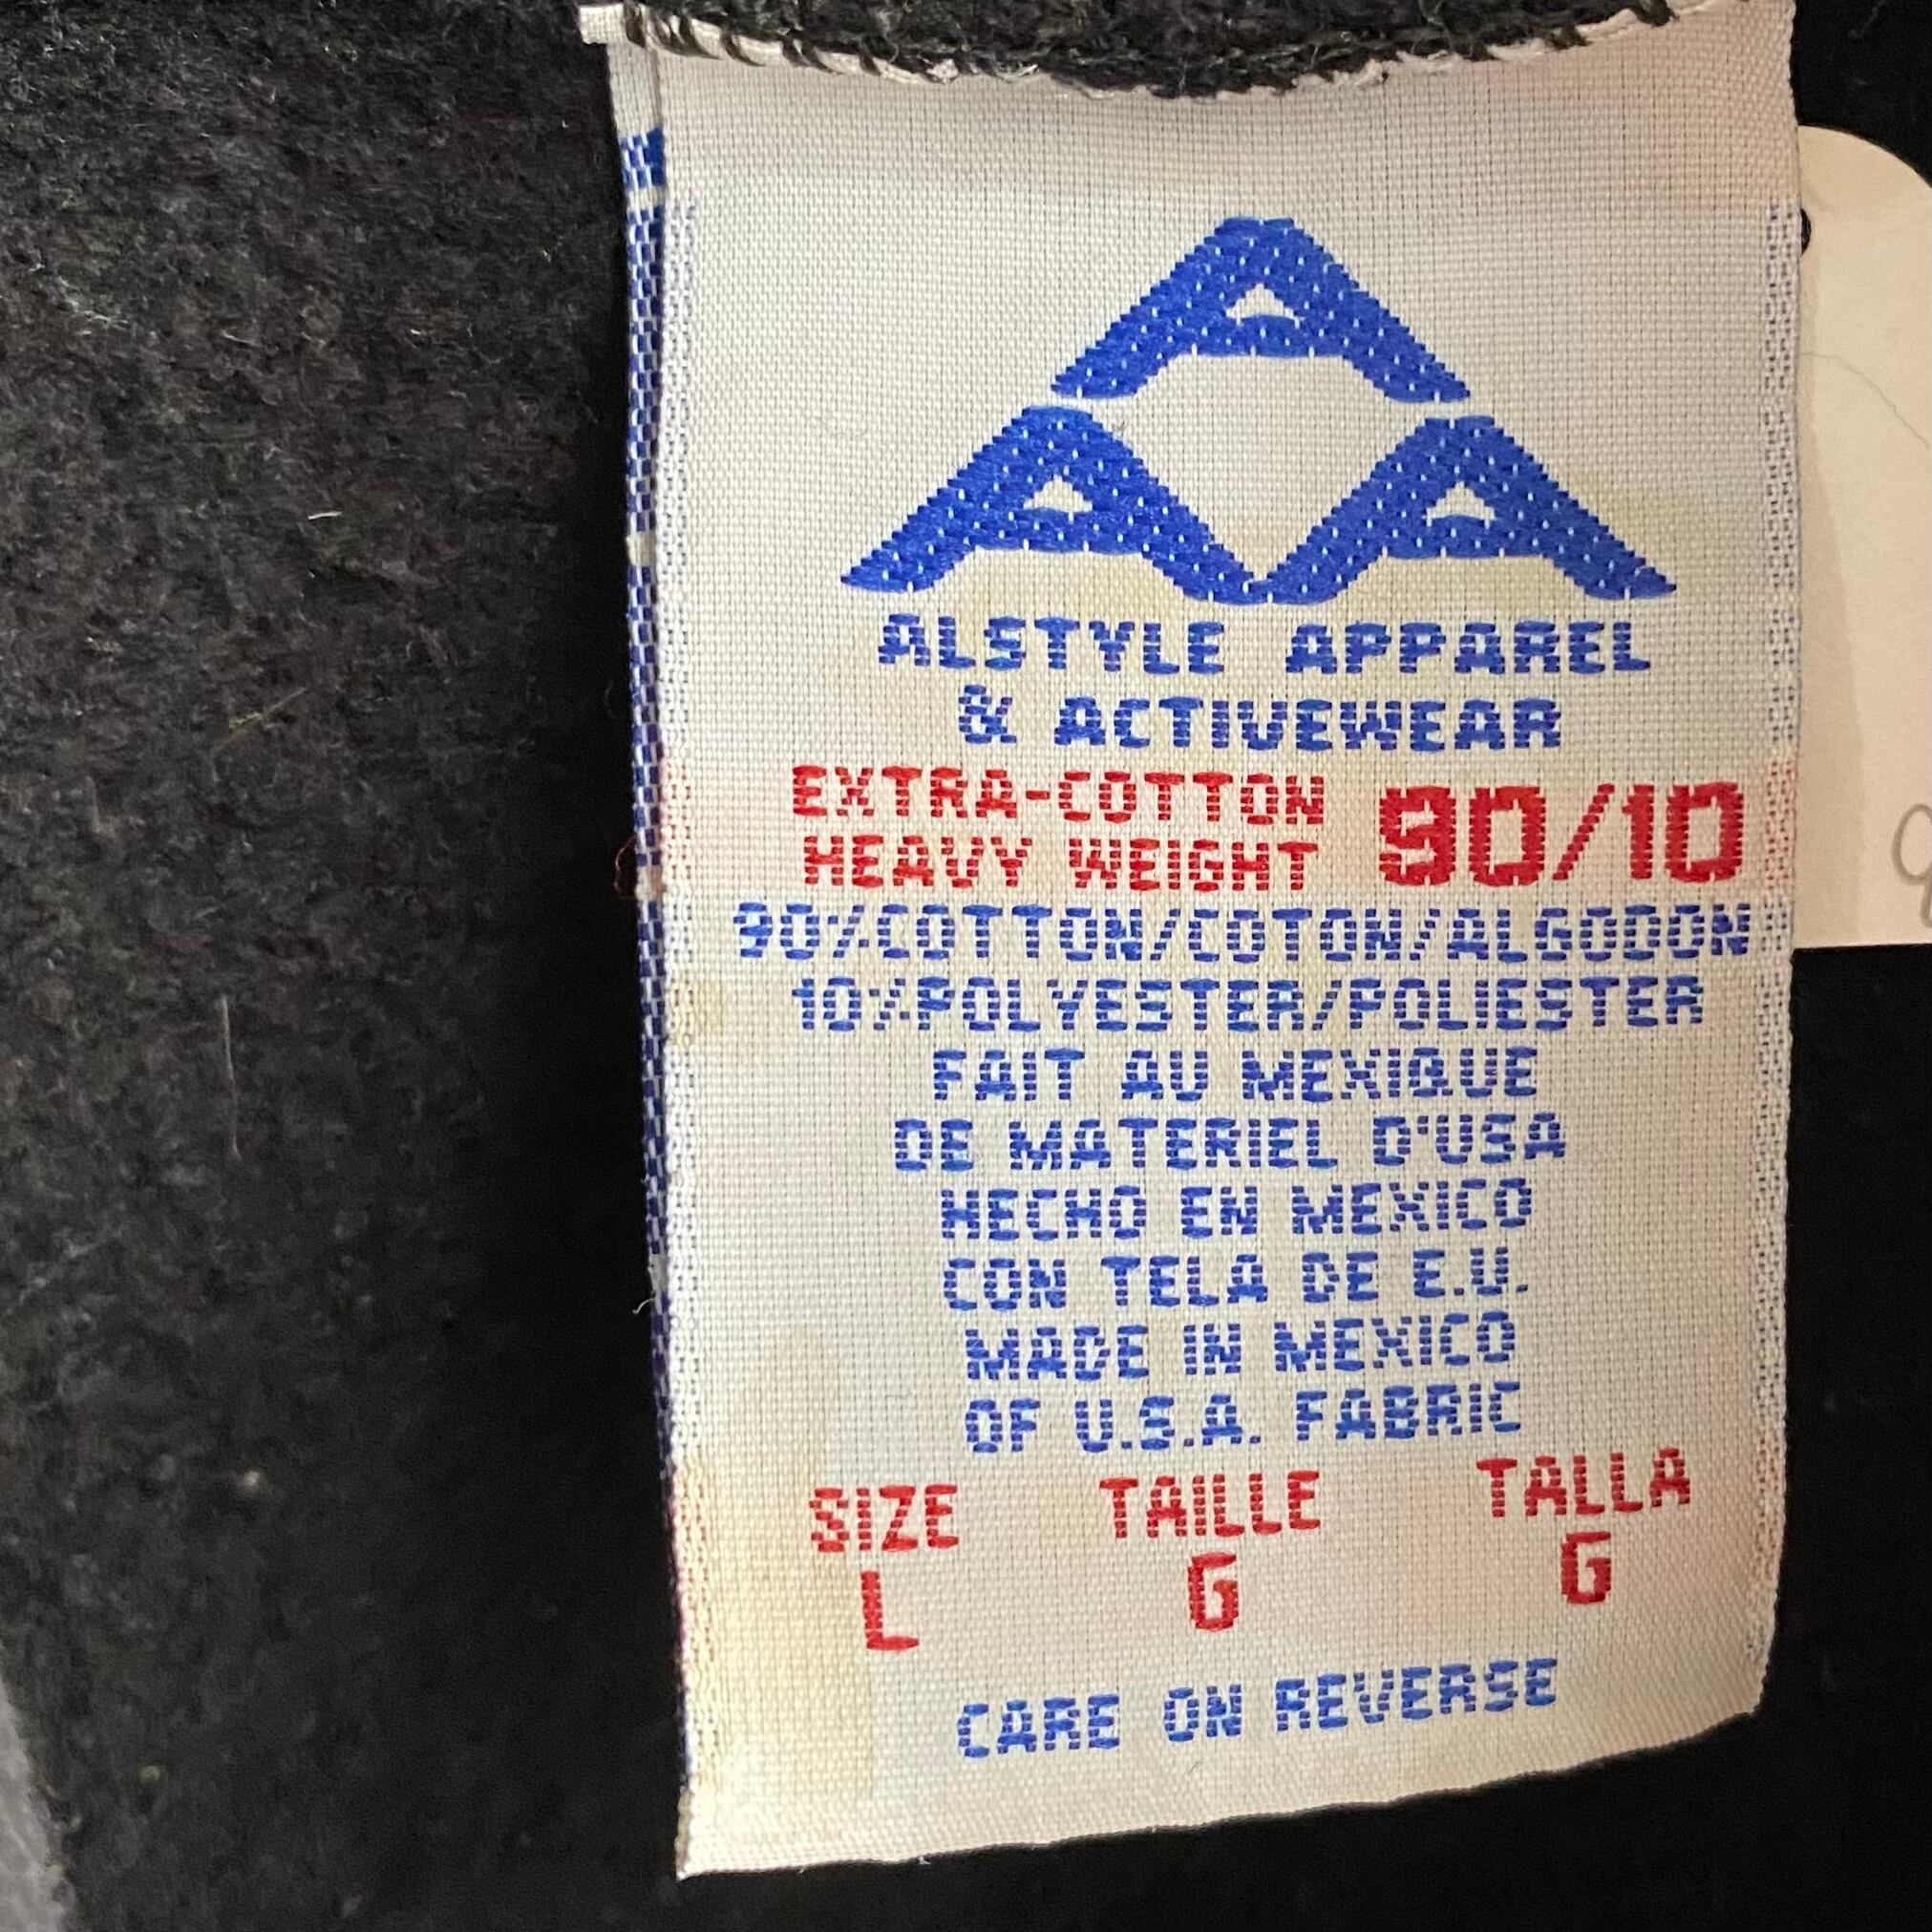 AAA
ALSTYLE APPAREL
& ACTIVEWEAR
EXTRA-COTTON
HEAVY WEIGHT 90/10
90%COTTON/COTON/ALGODON
10%POLYESTER/POLIESTER
FAIT AU MEXIQUE
DE MATERIEL D'USA
HECHO EN MEXICO
CON TELA DE E.U.
MADE IN MEXICO
OF U.S.A. FABRIC
SIZE TAILLE TALLA
L G G
CARE ON REVERSE